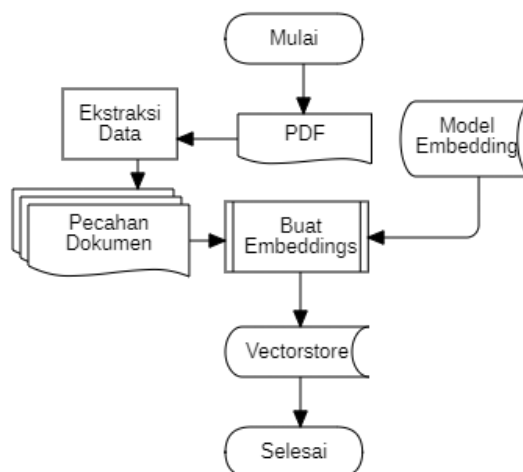 Mulai
PDF
Ekstraksi
Data
Model
Embedding
Pecahan
Dokumen
Buat
Embeddings
Vectorstore
Selesai